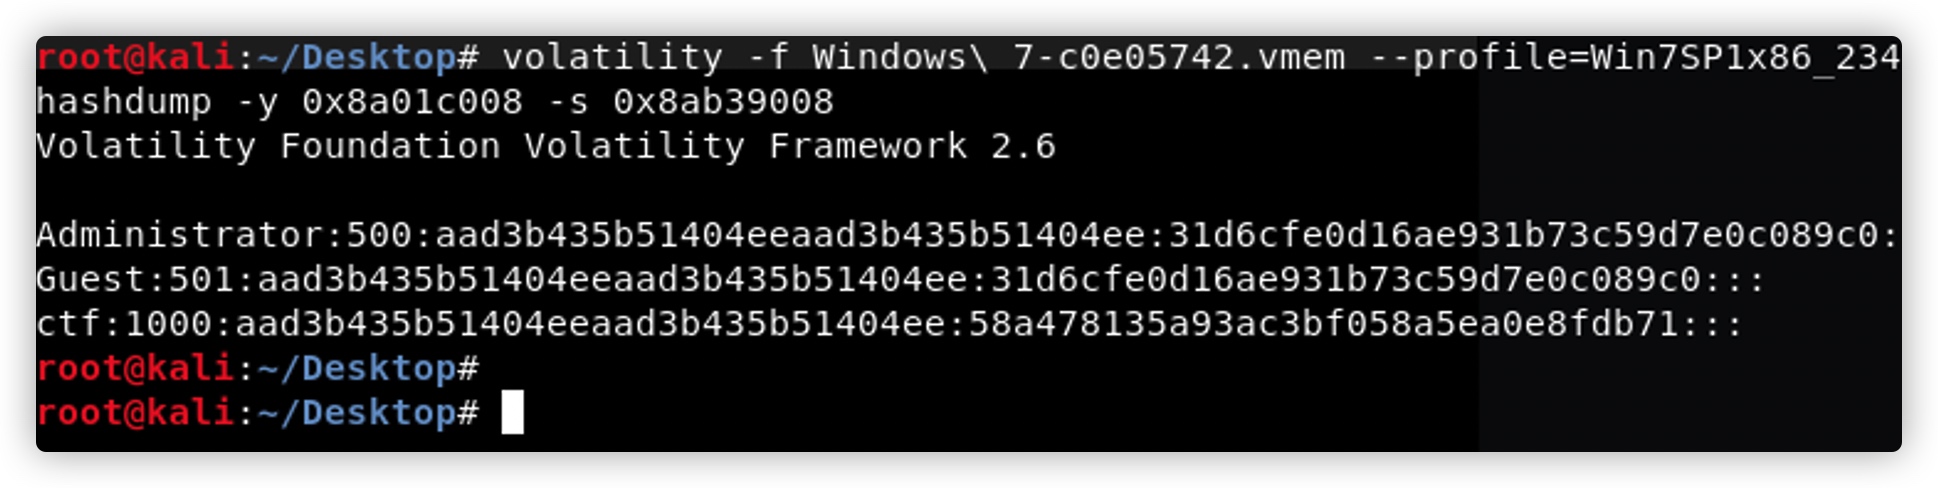 root@kali:~/Desktop# volatility -f Windows\ 7-c0e05742.vmem --profile=Win7SP1x86_234
hashdump -y 0x8a01c008 -s 0x8ab39008
Volatility Foundation Volatility Framework 2.6
Administrator:500:aad3b435b51404eeaad3b435b51404ee:31d6cfe0d16ae931b73c59d7e0c089c0:
Guest:501:aad3b435b51404eeaad3b435b51404ee:31d6cfe0d16ae931b73c59d7e0c089c0:::
ctf:1000:aad3b435b51404eeaad3b435b51404ee:58a478135a93ac3bf058a5ea0e8fdb71:::
root@kali:~/Desktop#
root@kali:~/Desktop#